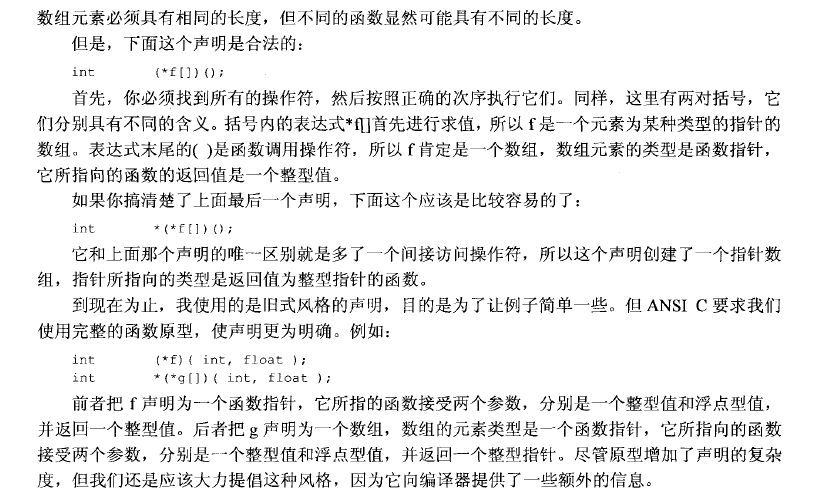 数组元素必须具有相同的长度，但不同的函数显然可能具有不同的长度。
但是，下面这个声明是合法的：
int (*f[])();
首先，你必须找到所有的操作符，然后按照正确的次序执行它们。同样，这里有两对括号，它
们分别具有不同的含义。括号内的表达式*f[]首先进行求值，所以 f 是一个元素为某种类型的指针的
数组。表达式末尾的( )是函数调用操作符，所以 f 肯定是一个数组，数组元素的类型是函数指针，
它所指向的函数的返回值是一个整型值。
如果你搞清楚了上面最后一个声明，下面这个应该是比较容易的了：
int *(*f[])();
它和上面那个声明的唯一区别就是多了一个间接访问操作符，所以这个声明创建了一个指针数
组，指针所指向的类型是返回值为整型指针的函数。
到现在为止，我使用的是旧式风格的声明，目的是为了让例子简单一些。但 ANSI C 要求我们
使用完整的函数原型，使声明更为明确。例如：
int (*f)( int, float );
int *(*g[])( int, float );
前者把 f 声明为一个函数指针，它所指的函数接受两个参数，分别是一个整型值和浮点型值，
并返回一个整型值。后者把 g 声明为一个数组，数组的元素类型是一个函数指针，它所指向的函数
接受两个参数，分别是一个整型值和浮点型值，并返回一个整型指针。尽管原型增加了声明的复杂
度，但我们还是应该大力提倡这种风格，因为它向编译器提供了一些额外的信息。